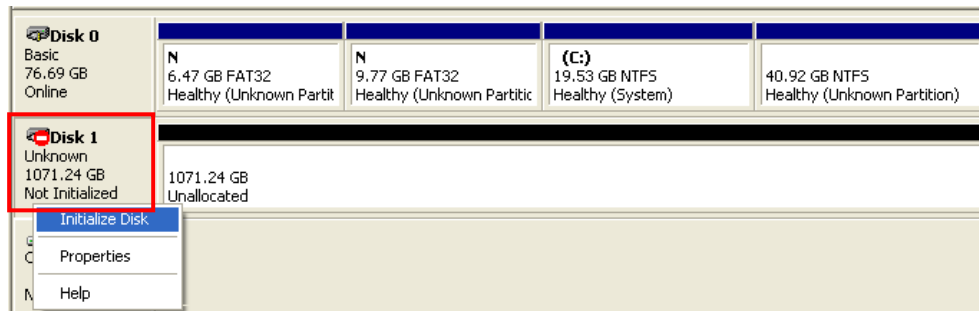 Disk 0
Basic
76.69 GB
Online
N
6.47 GB FAT32
Healthy (Unknown Partit
N
9.77 GB FAT32
Healthy (Unknown Partitic
(C:)
19.53 GB NTFS
Healthy (System)
40.92 GB NTFS
Healthy (Unknown Partition)
Disk 1
Unknown
1071.24 GB
Not Initialized
1071.24 GB
Unallocated
Initialize Disk
Properties
Help